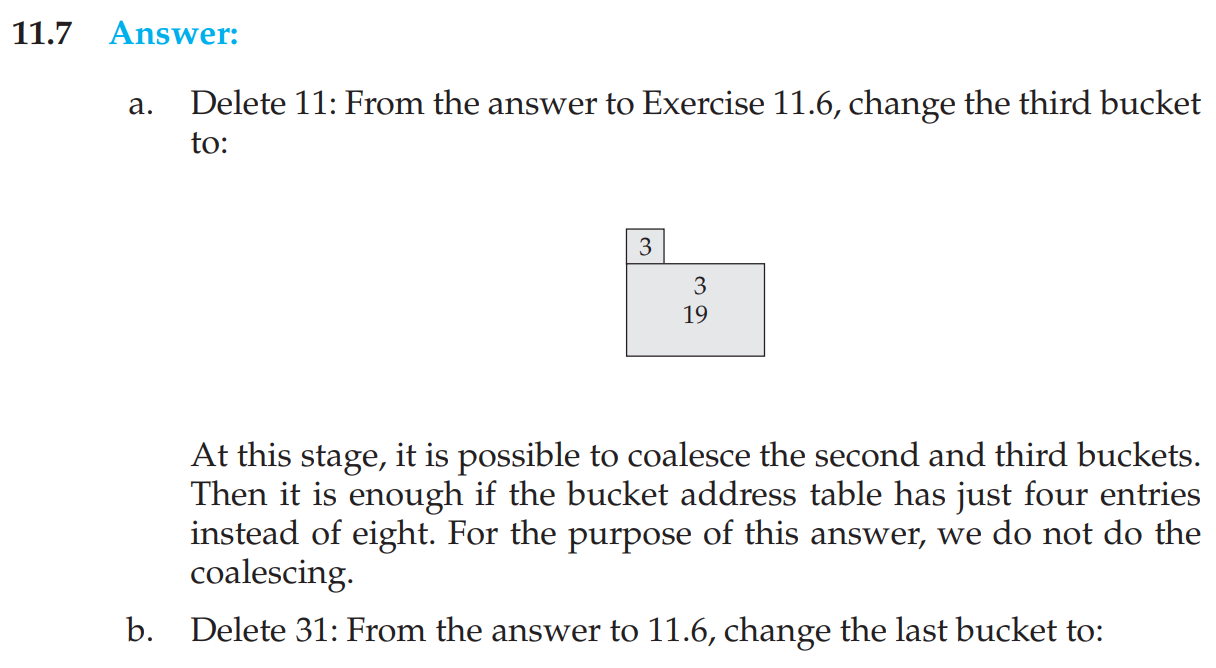 11.7 Answer:
a. Delete 11: From the answer to Exercise 11.6, change the third bucket
to:
3
3
19
At this stage, it is possible to coalesce the second and third buckets.
Then it is enough if the bucket address table has just four entries
instead of eight. For the purpose of this answer, we do not do the
coalescing.
b. Delete 31: From the answer to 11.6, change the last bucket to: